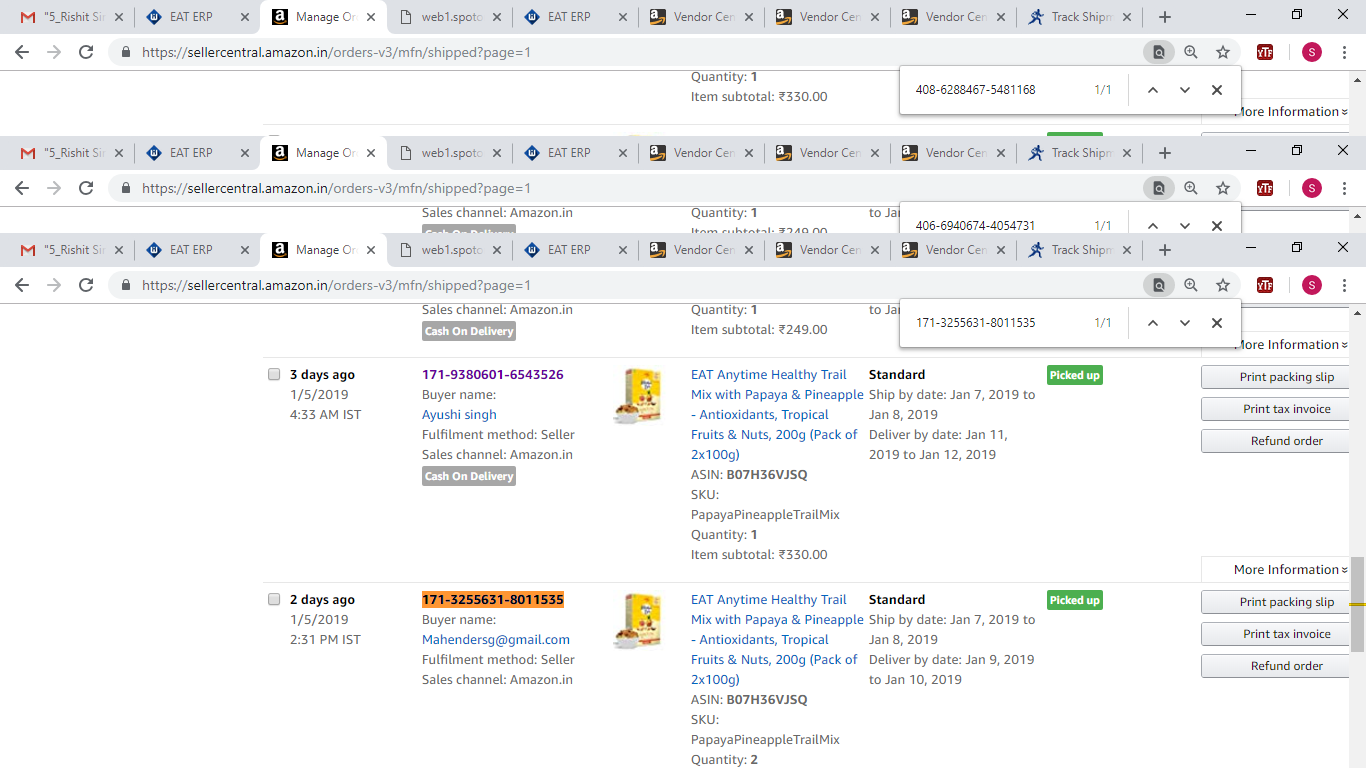 "5_Rishit Sir
EAT ERP
Manage Or
web1.spoto
EAT ERP
Vendor Cen
Vendor Cen
Vendor Cen
Track Shipm
https://sellercentral.amazon.in/orders-v3/mfn/shipped?page=1
YTF
S
Quantity: 1
Item subtotal: ₹330.00
408-6288467-5481168 1/1
More Information
"5_Rishit Sir
EAT ERP
Manage Or
web1.spoto
EAT ERP
Vendor Cen
Vendor Cen
Vendor Cen
Track Shipm
https://sellercentral.amazon.in/orders-v3/mfn/shipped?page=1
YTF
S
Sales channel: Amazon.in
Cash On Delivery
Quantity: 1
Item subtotal: ₹249.00
to Jan
406-6940674-4054731 1/1
"5_Rishit Sir
EAT ERP
Manage Or
web1.spoto
EAT ERP
Vendor Cen
Vendor Cen
Vendor Cen
Track Shipm
https://sellercentral.amazon.in/orders-v3/mfn/shipped?page=1
YTF
S
Sales channel: Amazon.in
Cash On Delivery
Quantity: 1
Item subtotal: ₹249.00
to Jan
171-3255631-8011535 1/1
More Information
3 days ago
1/5/2019
4:33 AM IST
171-9380601-6543526
Buyer name:
Ayushi singh
Fulfilment method: Seller
Sales channel: Amazon.in
Cash On Delivery
EAT Anytime Healthy Trail
Mix with Papaya & Pineapple
- Antioxidants, Tropical
Fruits & Nuts, 200g (Pack of
2x100g)
ASIN: B07H36VJSQ
SKU:
PapayaPineappleTrailMix
Quantity: 1
Item subtotal: ₹330.00
Standard
Ship by date: Jan 7, 2019 to
Jan 8, 2019
Deliver by date: Jan 11,
2019 to Jan 12, 2019
Picked up
Print packing slip
Print tax invoice
Refund order
More Information
2 days ago
1/5/2019
2:31 PM IST
171-3255631-8011535
Buyer name:
Mahendersg@gmail.com
Fulfilment method: Seller
Sales channel: Amazon.in
EAT Anytime Healthy Trail
Mix with Papaya & Pineapple
- Antioxidants, Tropical
Fruits & Nuts, 200g (Pack of
2x100g)
ASIN: B07H36VJSQ
SKU:
PapayaPineappleTrailMix
Quantity: 2
Standard
Ship by date: Jan 7, 2019 to
Jan 8, 2019
Deliver by date: Jan 9, 2019
to Jan 10, 2019
Picked up
Print packing slip
Print tax invoice
Refund order